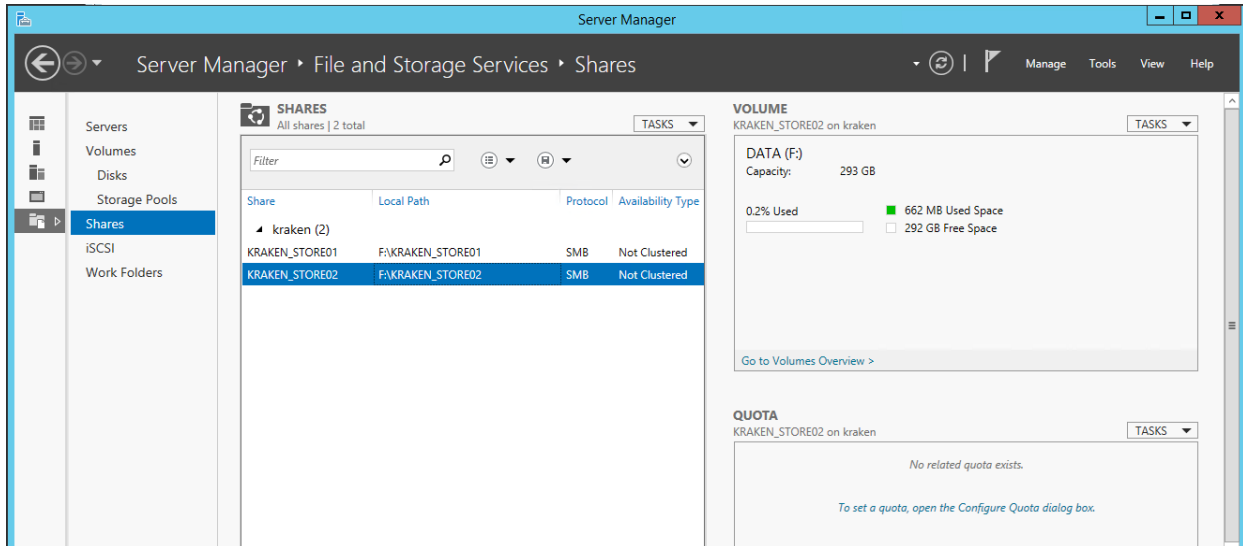 Server Manager
Server Manager ‣ File and Storage Services ‣ Shares
Manage Tools View Help
Servers
Volumes
Disks
Storage Pools
Shares
iSCSI
Work Folders
SHARES
All shares | 2 total
TASKS
Filter
Share Local Path Protocol Availability Type
kraken (2)
KRAKEN_STORE01 F:\KRAKEN_STORE01 SMB Not Clustered
KRAKEN_STORE02 F:\KRAKEN_STORE02 SMB Not Clustered
VOLUME
KRAKEN_STORE02 on kraken
TASKS
DATA (F:)
Capacity: 293 GB
0.2% Used
662 MB Used Space
292 GB Free Space
Go to Volumes Overview >
QUOTA
KRAKEN_STORE02 on kraken
TASKS
No related quota exists.
To set a quota, open the Configure Quota dialog box.